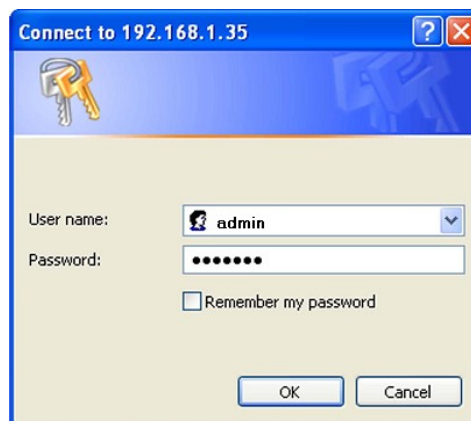 Connect to 192.168.1.35
User name:
admin
Password:
•••••••
Remember my password
OK
Cancel